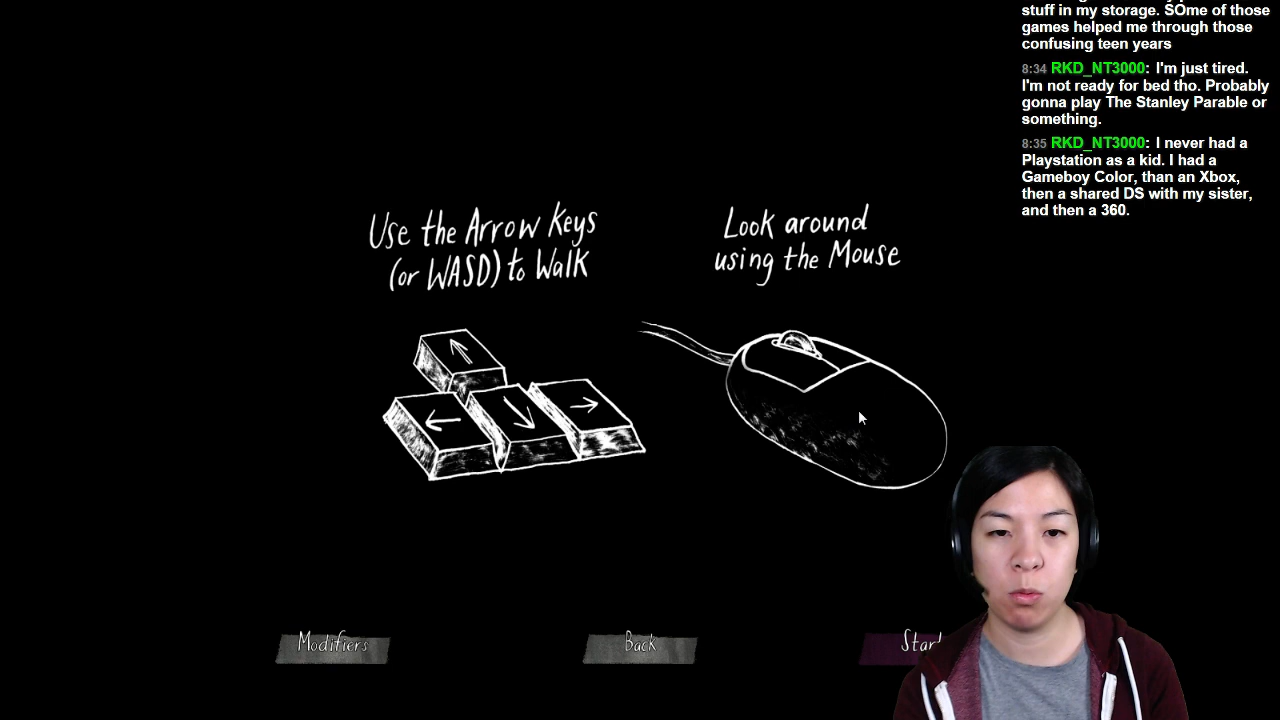 stuff in my storage. SOme of those
games helped me through those
confusing teen years
8:34 RKD_NT3000: I'm just tired.
I'm not ready for bed tho. Probably
gonna play The Stanley Parable or
something.
8:35 RKD_NT3000: I never had a
Playstation as a kid. I had a
Gameboy Color, than an Xbox,
then a shared DS with my sister,
and then a 360.
Use the Arrow Keys
(or WASD) to Walk
Look around
using the Mouse
Modifiers
Back
Start